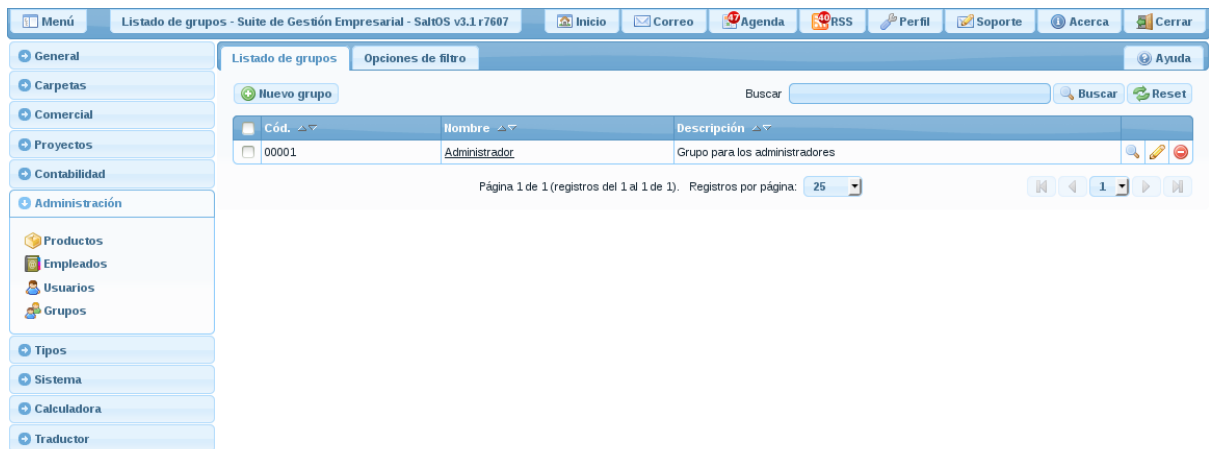 Menú Listado de grupos - Suite de Gestión Empresarial - SaltOS v3.1 r7607 Inicio Correo 47 Agenda 40 RSS Perfil Soporte Acerca Cerrar
General
Carpetas
Comercial
Proyectos
Contabilidad
Administración
Productos
Empleados
Usuarios
Grupos
Tipos
Sistema
Calculadora
Traductor
Listado de grupos Opciones de filtro Ayuda
Nuevo grupo Buscar Buscar Reset
Cód. Nombre Descripción
00001 Administrador Grupo para los administradores
Página 1 de 1 (registros del 1 al 1 de 1). Registros por página: 25 1